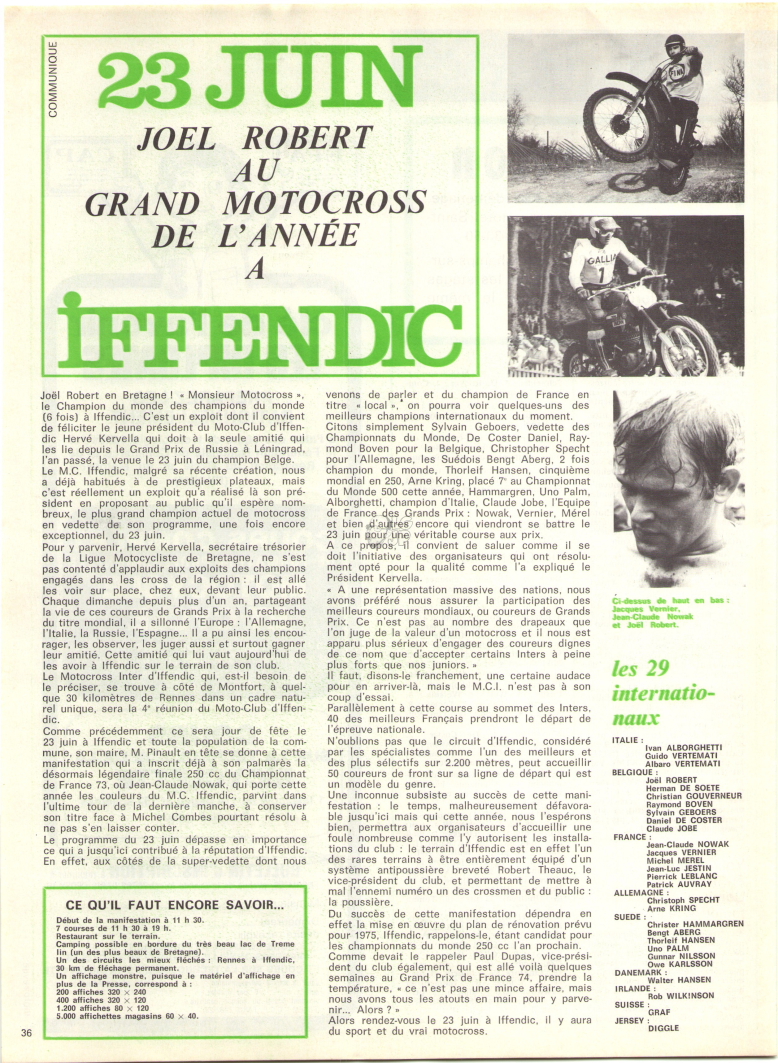 COMMUNIQUE
23 JUIN
JOEL ROBERT
AU
GRAND MOTOCROSS
DE L'ANNÉE
A
iFFENDIC
FINN
GALLIA
1
Joël Robert en Bretagne ! « Monsieur Motocross »,
le Champion du monde des champions du monde
(6 fois) à Iffendic... C'est un exploit dont il convient
de féliciter le jeune président du Moto-Club d'Iffen-
dic Hervé Kervella qui doit à la seule amitié qui
les lie depuis le Grand Prix de Russie à Léningrad,
l'an passé, la venue le 23 juin du champion Belge.
Le M.C. Iffendic, malgré sa récente création, nous
a déjà habitués à de prestigieux plateaux, mais
c'est réellement un exploit qu'a réalisé là son pré-
sident en proposant au public qu'il espère nom-
breux, le plus grand champion actuel de motocross
en vedette de son programme, une fois encore
exceptionnel, du 23 juin.
Pour y parvenir, Hervé Kervella, secrétaire trésorier
de la Ligue Motocycliste de Bretagne, ne s'est
pas contenté d'applaudir aux exploits des champions
engagés dans les cross de la région : il est allé
les voir sur place, chez eux, devant leur public.
Chaque dimanche depuis plus d'un an, partageant
la vie de ces coureurs de Grands Prix à la recherche
du titre mondial, il a sillonné l'Europe : l'Allemagne,
l'Italie, la Russie, l'Espagne... Il a pu ainsi les encou-
rager, les observer, les juger aussi et surtout gagner
leur amitié. Cette amitié qui lui vaut aujourd'hui de
les avoir à Iffendic sur le terrain de son club.
Le Motocross Inter d'Iffendic qui, est-il besoin de
le préciser, se trouve à côté de Montfort, à quel-
que 30 kilomètres de Rennes dans un cadre natu-
rel unique, sera la 4e réunion du Moto-Club d'Iffen-
dic.
Comme précédemment ce sera jour de fête le
23 juin à Iffendic et toute la population de la com-
mune, son maire, M. Pinault en tête se donne à cette
manifestation qui a inscrit déjà à son palmarès la
désormais légendaire finale 250 cc du Championnat
de France 73, où Jean-Claude Nowak, qui porte cette
année les couleurs du M.C. Iffendic, parvint dans
l'ultime tour de la dernière manche, à conserver
son titre face à Michel Combes pourtant résolu à
ne pas s'en laisser conter.
Le programme du 23 juin dépasse en importance
ce qui a jusqu'ici contribué à la réputation d'Iffendic.
En effet, aux côtés de la super-vedette dont nous
venons de parler et du champion de France en
titre « local », on pourra voir quelques-uns des
meilleurs champions internationaux du moment.
Citons simplement Sylvain Geboers, vedette des
Championnats du Monde, De Coster Daniel, Ray-
mond Boven pour la Belgique, Christopher Specht
pour l'Allemagne, les Suédois Bengt Aberg, 2 fois
champion du monde, Thorleif Hansen, cinquième
mondial en 250, Arne Kring, placé 7e au Championnat
du Monde 500 cette année, Hammargren, Uno Palm,
Alborghetti, champion d'Italie, Claude Jobe, l'Equipe
de France des Grands Prix : Nowak, Vernier, Mérel
et bien d'autres encore qui viendront se battre le
23 juin pour une véritable course aux prix.
A ce propos, il convient de saluer comme il se
doit l'initiative des organisateurs qui ont résolu-
ment opté pour la qualité comme l'a expliqué le
Président Kervella.
« A une représentation massive des nations, nous
avons préféré nous assurer la participation des
meilleurs coureurs mondiaux, ou coureurs de Grands
Prix. Ce n'est pas au nombre des drapeaux que
l'on juge de la valeur d'un motocross et il nous est
apparu plus sérieux d'engager des coureurs dignes
de ce nom que d'accepter certains Inters à peine
plus forts que nos juniors. »
Il faut, disons-le franchement, une certaine audace
pour en arriver-là, mais le M.C.I. n'est pas à son
coup d'essai.
Parallèlement à cette course au sommet des Inters,
40 des meilleurs Français prendront le départ de
l'épreuve nationale.
N'oublions pas que le circuit d'Iffendic, considéré
par les spécialistes comme l'un des meilleurs et
des plus sélectifs sur 2.200 mètres, peut accueillir
50 coureurs de front sur sa ligne de départ qui est
un modèle du genre.
Une inconnue subsiste au succès de cette mani-
festation : le temps, malheureusement défavora-
ble jusqu'ici mais qui cette année, nous l'espérons
bien, permettra aux organisateurs d'accueillir une
foule nombreuse comme l'y autorisent les installa-
tions du club : le terrain d'Iffendic est en effet l'un
des rares terrains à être entièrement équipé d'un
système antipoussière breveté Robert Theauc, le
vice-président du club, et permettant de mettre à
mal l'ennemi numéro un des crossmen et du public :
la poussière.
Du succès de cette manifestation dépendra en
effet la mise en œuvre du plan de rénovation prévu
pour 1975, Iffendic, rappelons-le, étant candidat pour
les championnats du monde 250 cc l'an prochain.
Comme devait le rappeler Paul Dupas, vice-prési-
dent du club également, qui est allé voilà quelques
semaines au Grand Prix de France 74, prendre la
température, « ce n'est pas une mince affaire, mais
nous avons tous les atouts en main pour y parve-
nir... Alors ? »
Alors rendez-vous le 23 juin à Iffendic, il y aura
du sport et du vrai motocross.
Ci-dessus de haut en bas :
Jacques Vernier,
Jean-Claude Nowak
et Joël Robert.
les 29
internatio-
naux
ITALIE :
Ivan ALBORGHETTI
Guido VERTEMATI
Albaro VERTEMATI
BELGIQUE :
Joël ROBERT
Herman DE SOETE
Christian GOUVERNEUR
Raymond BOVEN
Sylvain GEBOERS
Daniel DE COSTER
Claude JOBE
FRANCE :
Jean-Claude NOWAK
Jacques VERNIER
Michel MEREL
Jean-Luc JESTIN
Pierrick LEBLANC
Patrick AUVRAY
ALLEMAGNE :
Christoph SPECHT
Arne KRING
SUEDE :
Christer HAMMARGREN
Bengt ABERG
Thorleif HANSEN
Uno PALM
Gunnar NILSSON
Owe KARLSSON
DANEMARK :
Walter HANSEN
IRLANDE :
Rob WILKINSON
SUISSE :
GRAF
JERSEY :
DIGGLE
CE QU'IL FAUT ENCORE SAVOIR...
Début de la manifestation à 11 h 30.
7 courses de 11 h 30 à 19 h.
Restaurant sur le terrain.
Camping possible en bordure du très beau lac de Treme
lin (un des plus beaux de Bretagne).
Un des circuits les mieux fléchés : Rennes à Iffendic,
30 km de fléchage permanent.
Un affichage monstre, puisque le matériel d'affichage en
plus de la Presse, correspond à :
200 affiches 320 × 240
400 affiches 320 × 120
1.200 affiches 80 × 120
5.000 affichettes magasins 60 × 40.
36